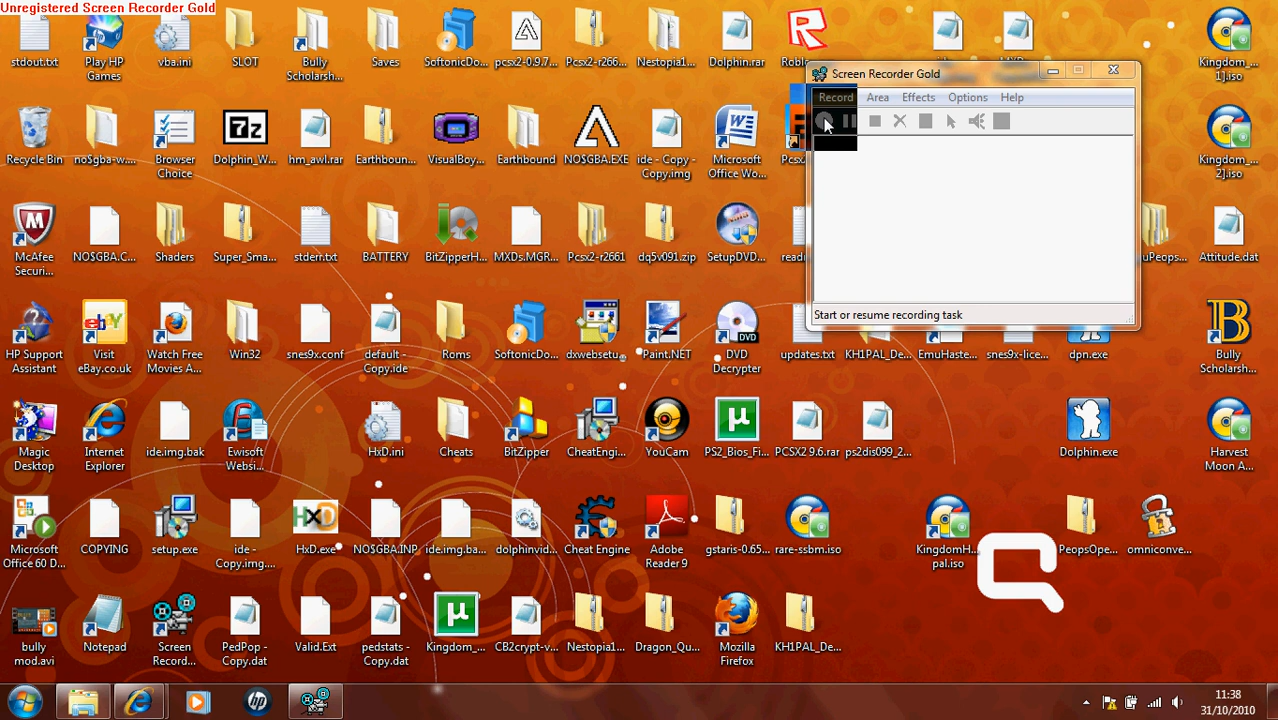 Unregistered Screen Recorder Gold
stdout.txt
Play HP
Games
vba.ini
SLOT
Bully
Scholarsh...
Saves
SoftonicDo...
pcsx2-0.9.7...
Pcsx2-r266...
Nestopia1...
Dolphin.rar
Kingdom_...
1].iso
Screen Recorder Gold
Record
Area
Effects
Options
Help
Start or resume recording task
Recycle Bin
no$gba-w...
Browser
Choice
Dolphin_W...
hm_awl.rar
Earthboun...
VisualBoy...
Earthbound
NO$GBA.EXE
ide - Copy -
Copy.img
Microsoft
Office Wo...
Kingdom_...
2].iso
McAfee
Securi...
NO$GBA.C...
Shaders
Super_Sma...
stderr.txt
BATTERY
BitZipperH...
MXDs.MGR...
Pcsx2-r2661
dq5v091.zip
SetupDVD...
Attitude.dat
HP Support
Assistant
Visit
eBay.co.uk
Watch Free
Movies A...
Win32
snes9x.conf
default -
Copy.ide
Roms
SoftonicDo...
dxwebsetu...
Paint.NET
DVD
DVD
Decrypter
updates.txt
KH1PAL_De...
EmuHaste...
snes9x-lice...
dpn.exe
Bully
Scholarsh...
Magic
Desktop
Internet
Explorer
ide.img.bak
Ewisoft
Websi...
HxD.ini
Cheats
BitZipper
CheatEngin...
YouCam
PS2_Bios_Fi...
PCSX2 9.6.rar
ps2dis099_2...
Dolphin.exe
Harvest
Moon A...
Microsoft
Office 60 D...
COPYING
setup.exe
ide -
Copy.img....
HxD
HxD.exe
NO$GBA.INP
ide.img.ba...
dolphinvid...
Cheat Engine
Adobe
Reader 9
gstaris-0.65...
rare-ssbm.iso
KingdomH...
pal.iso
PeopsOpe...
omniconve...
bully
mod.avi
Notepad
Screen
Record...
PedPop -
Copy.dat
Valid.Ext
pedstats -
Copy.dat
Kingdom_...
CB2crypt-v...
Nestopia1...
Dragon_Qu...
Mozilla
Firefox
KH1PAL_De...
11:38
31/10/2010